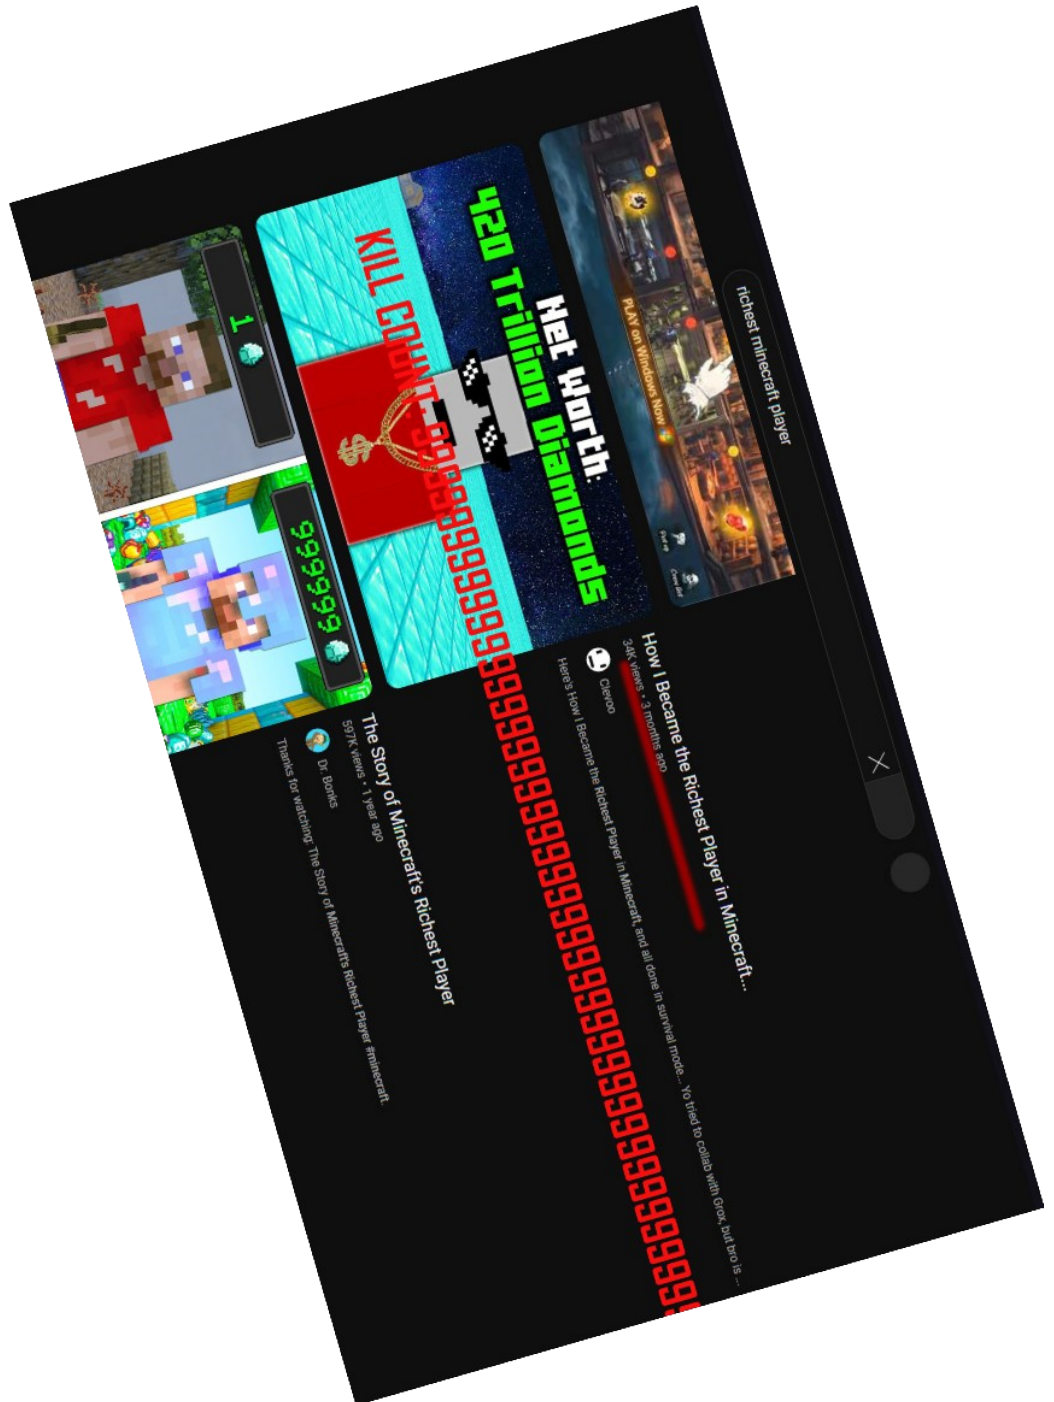 richest minecraft player
PLAY on Windows Now
Net Worth:
420 Trillion Diamonds
KILL COUNT:
How I Became the Richest Player in Minecraft...
34K views • 3 months ago
Clevoo
Here's How I Became the Richest Player in Minecraft, and all done in survival mode... Yo tried to collab with Grox, but bro is ...
1
999999
The Story of Minecraft's Richest Player
597K views • 1 year ago
Dr. Bonks
Thanks for watching: The Story of Minecraft's Richest Player #minecraft.